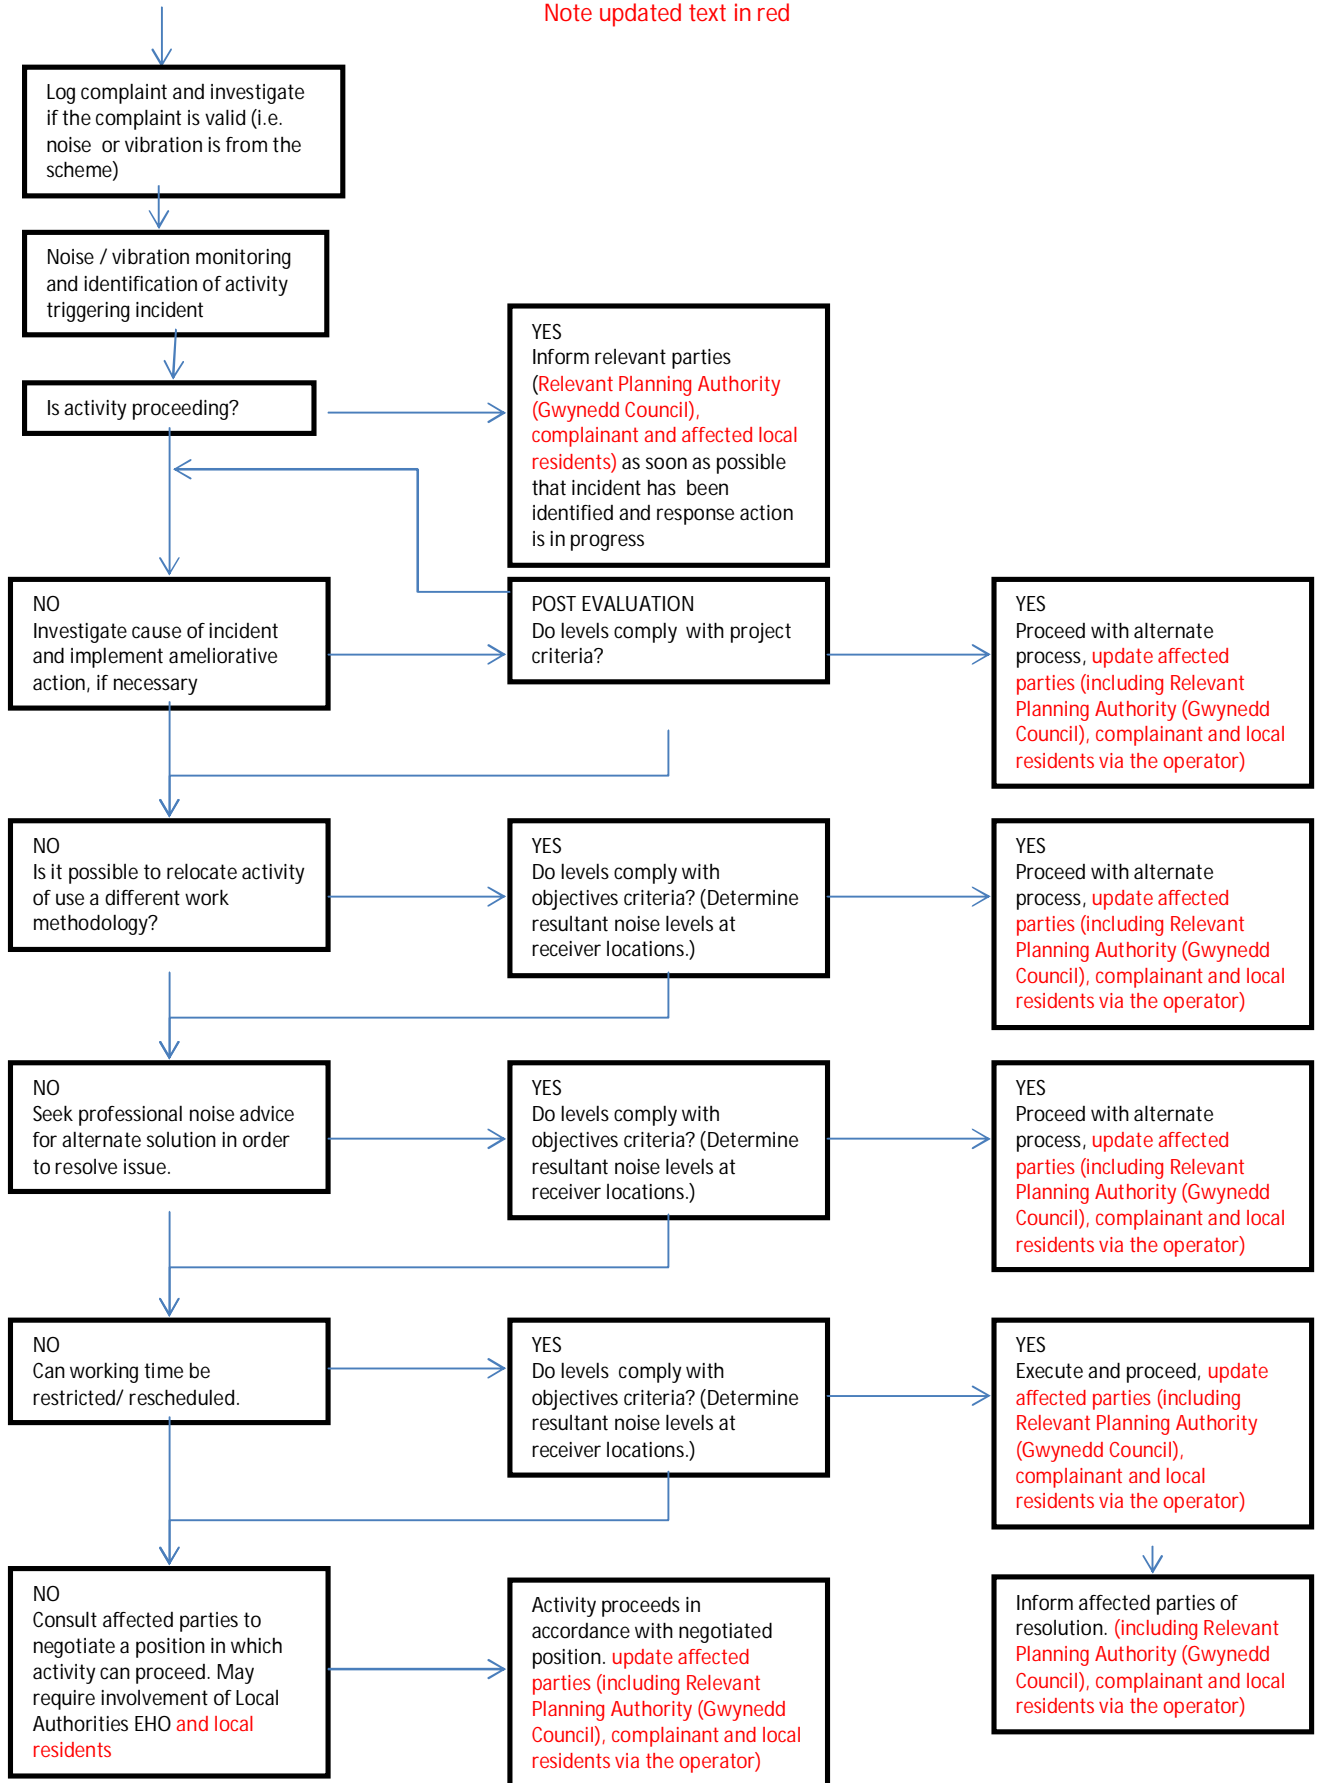 Note updated text in red
Log complaint and investigate
if the complaint is valid (i.e.
noise or vibration is from the
scheme)
Noise / vibration monitoring
and identification of activity
triggering incident
Is activity proceeding?
YES
Inform relevant parties
(Relevant Planning Authority
(Gwynedd Council),
complainant and affected local
residents) as soon as possible
that incident has been
identified and response action
is in progress
NO
Investigate cause of incident
and implement ameliorative
action, if necessary
POST EVALUATION
Do levels comply with project
criteria?
YES
Proceed with alternate
process, update affected
parties (including Relevant
Planning Authority (Gwynedd
Council), complainant and local
residents via the operator)
NO
Is it possible to relocate activity
of use a different work
methodology?
YES
Do levels comply with
objectives criteria? (Determine
resultant noise levels at
receiver locations.)
YES
Proceed with alternate
process, update affected
parties (including Relevant
Planning Authority (Gwynedd
Council), complainant and local
residents via the operator)
NO
Seek professional noise advice
for alternate solution in order
to resolve issue.
YES
Do levels comply with
objectives criteria? (Determine
resultant noise levels at
receiver locations.)
YES
Proceed with alternate
process, update affected
parties (including Relevant
Planning Authority (Gwynedd
Council), complainant and local
residents via the operator)
NO
Can working time be
restricted/ rescheduled.
YES
Do levels comply with
objectives criteria? (Determine
resultant noise levels at
receiver locations.)
YES
Execute and proceed, update
affected parties (including
Relevant Planning Authority
(Gwynedd Council),
complainant and local
residents via the operator)
NO
Consult affected parties to
negotiate a position in which
activity can proceed. May
require involvement of Local
Authorities EHO and local
residents
Activity proceeds in
accordance with negotiated
position. update affected
parties (including Relevant
Planning Authority (Gwynedd
Council), complainant and local
residents via the operator)
Inform affected parties of
resolution. (including Relevant
Planning Authority (Gwynedd
Council), complainant and local
residents via the operator)